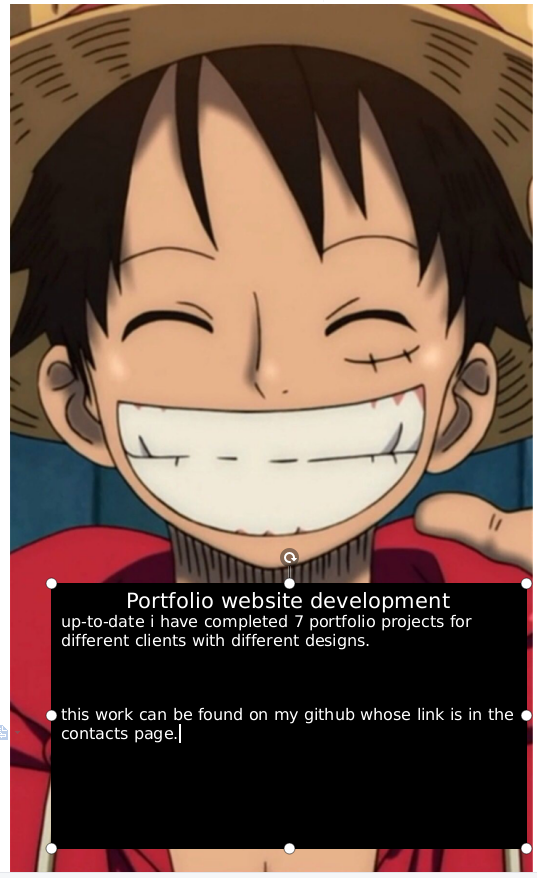 Portfolio website development
up-to-date i have completed 7 portfolio projects for
different clients with different designs.
this work can be found on my github whose link is in the
contacts page.